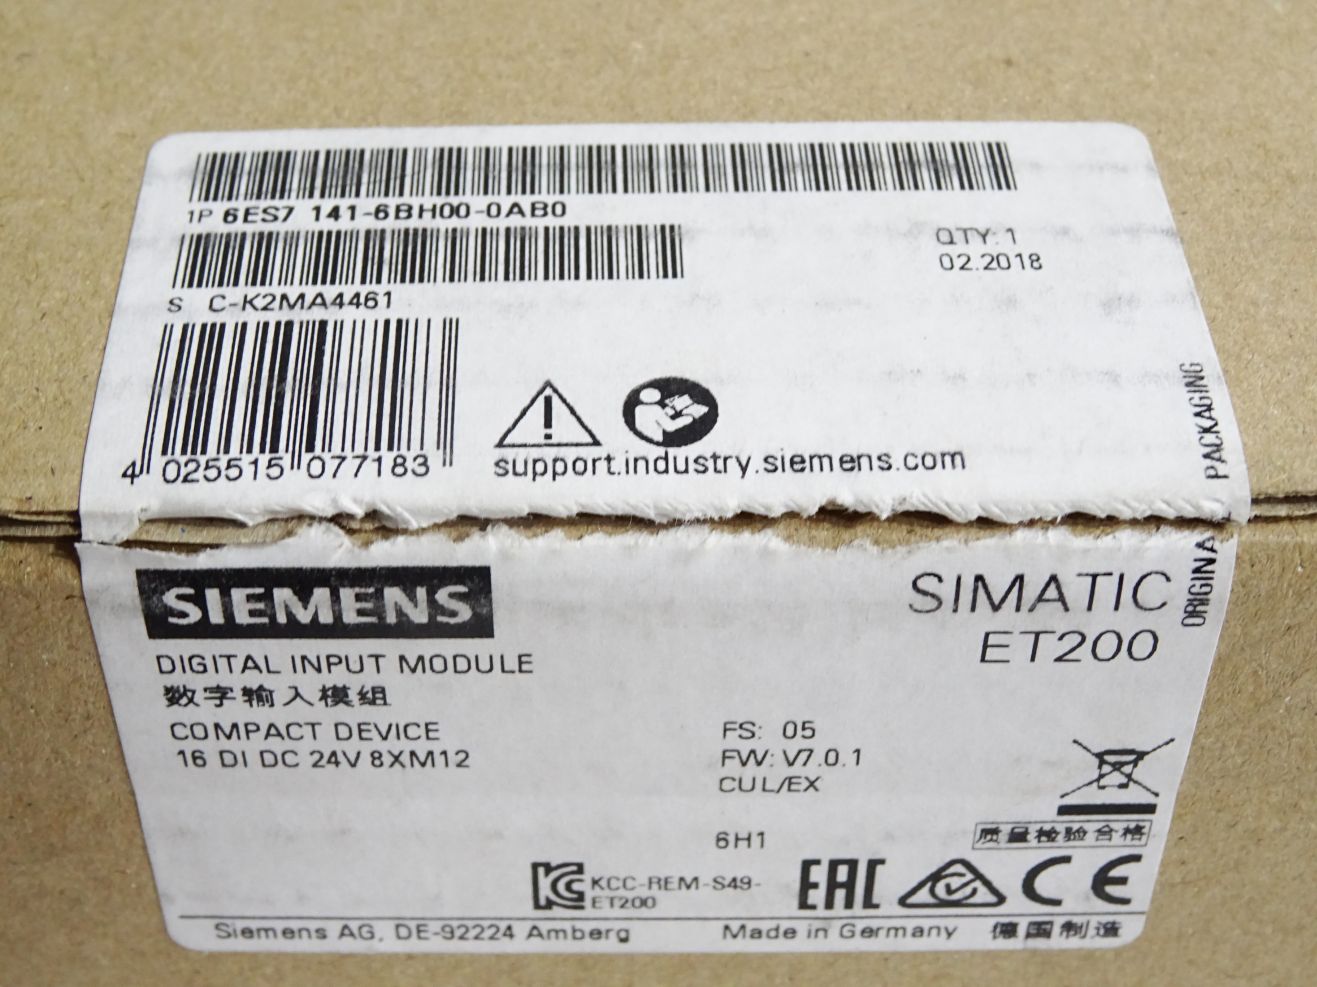 1P 6ES7 141-6BH00-0AB0
QTY: 1
02.2018
S C-K2MA4461
4 025515 077183
support.industry.siemens.com
ORIGINAL PACKAGING
SIEMENS
SIMATIC
ET200
DIGITAL INPUT MODULE
数字输入模组
COMPACT DEVICE
16 DI DC 24V 8XM12
FS: 05
FW: V7.0.1
CUL/EX
6H1
质量检验合格
KCC-REM-S49-
ET200
EAC
CE
Siemens AG, DE-92224 Amberg
Made in Germany 德国制造